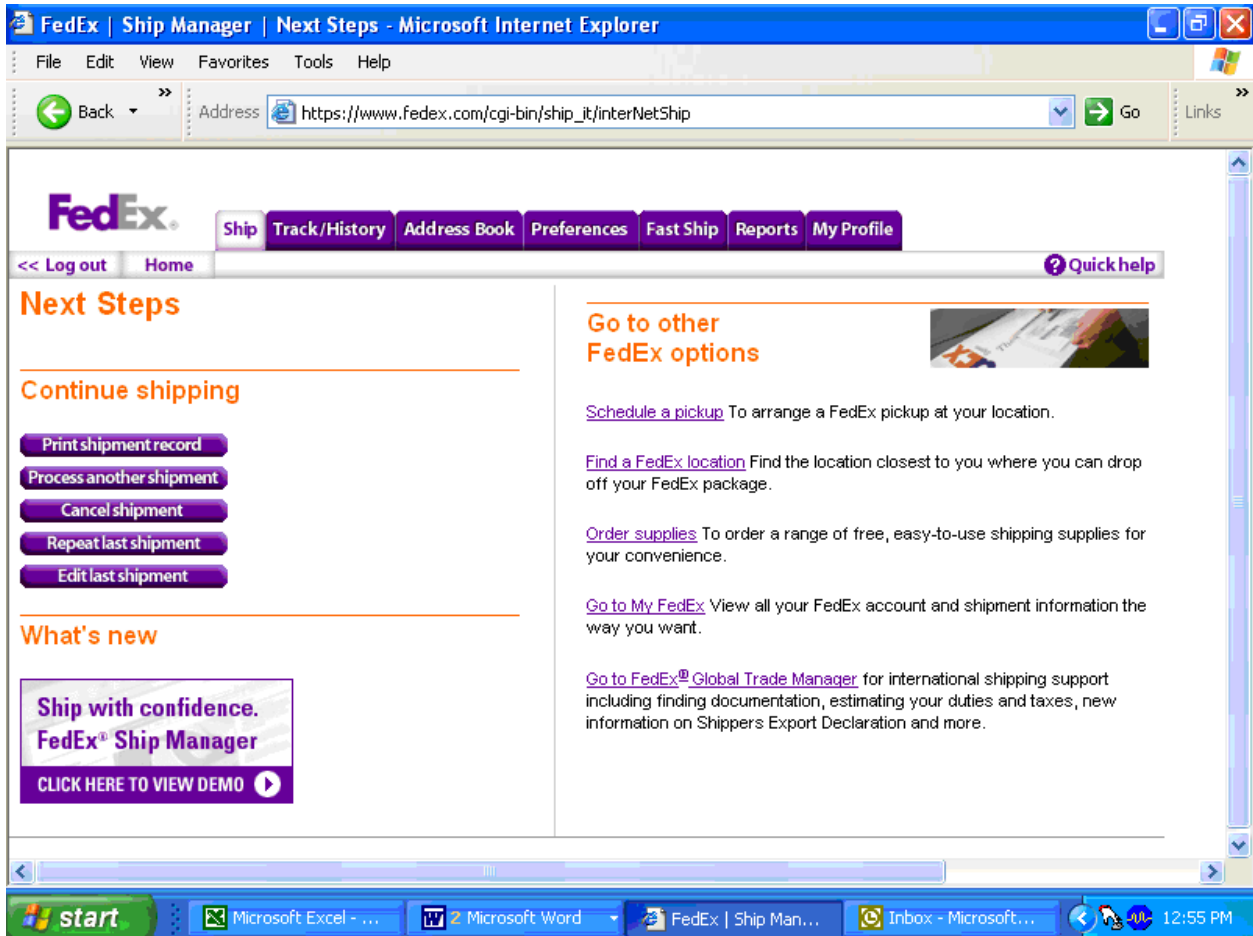 FedEx | Ship Manager | Next Steps - Microsoft Internet Explorer
File Edit View Favorites Tools Help
Back Address https://www.fedex.com/cgi-bin/ship_it/interNetShip Go Links
FedEx®
Ship Track/History Address Book Preferences Fast Ship Reports My Profile
<< Log out Home Quick help
Next Steps
Continue shipping
Print shipment record
Process another shipment
Cancel shipment
Repeat last shipment
Edit last shipment
What's new
Ship with confidence.
FedEx® Ship Manager
CLICK HERE TO VIEW DEMO
Go to other
FedEx options
Schedule a pickup To arrange a FedEx pickup at your location.
Find a FedEx location Find the location closest to you where you can drop
off your FedEx package.
Order supplies To order a range of free, easy-to-use shipping supplies for
your convenience.
Go to My FedEx View all your FedEx account and shipment information the
way you want.
Go to FedEx® Global Trade Manager for international shipping support
including finding documentation, estimating your duties and taxes, new
information on Shippers Export Declaration and more.
start Microsoft Excel - ... 2 Microsoft Word FedEx | Ship Man... Inbox - Microsoft... 12:55 PM